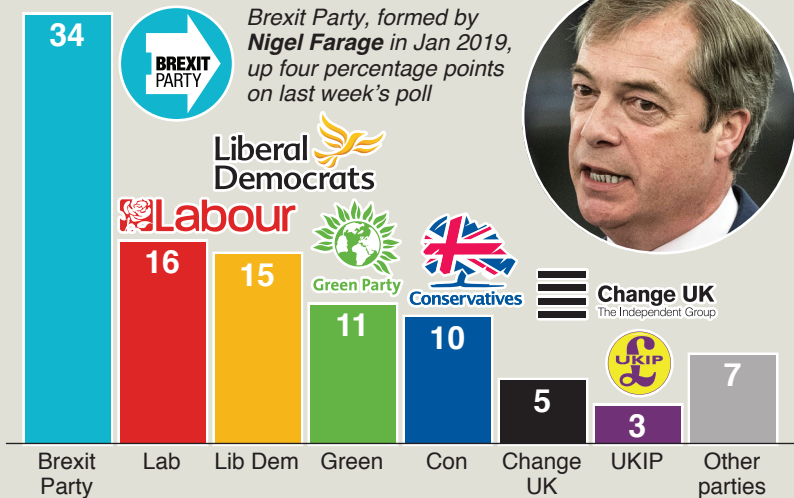 34
BREXIT
PARTY
Brexit Party, formed by
Nigel Farage in Jan 2019,
up four percentage points
on last week’s poll
Liberal
Democrats
Labour
Green Party
Conservatives
Change UK
The Independent Group
UKIP
£
16
15
11
10
5
3
7
Brexit
Party
Lab
Lib Dem
Green
Con
Change
UK
UKIP
Other
parties